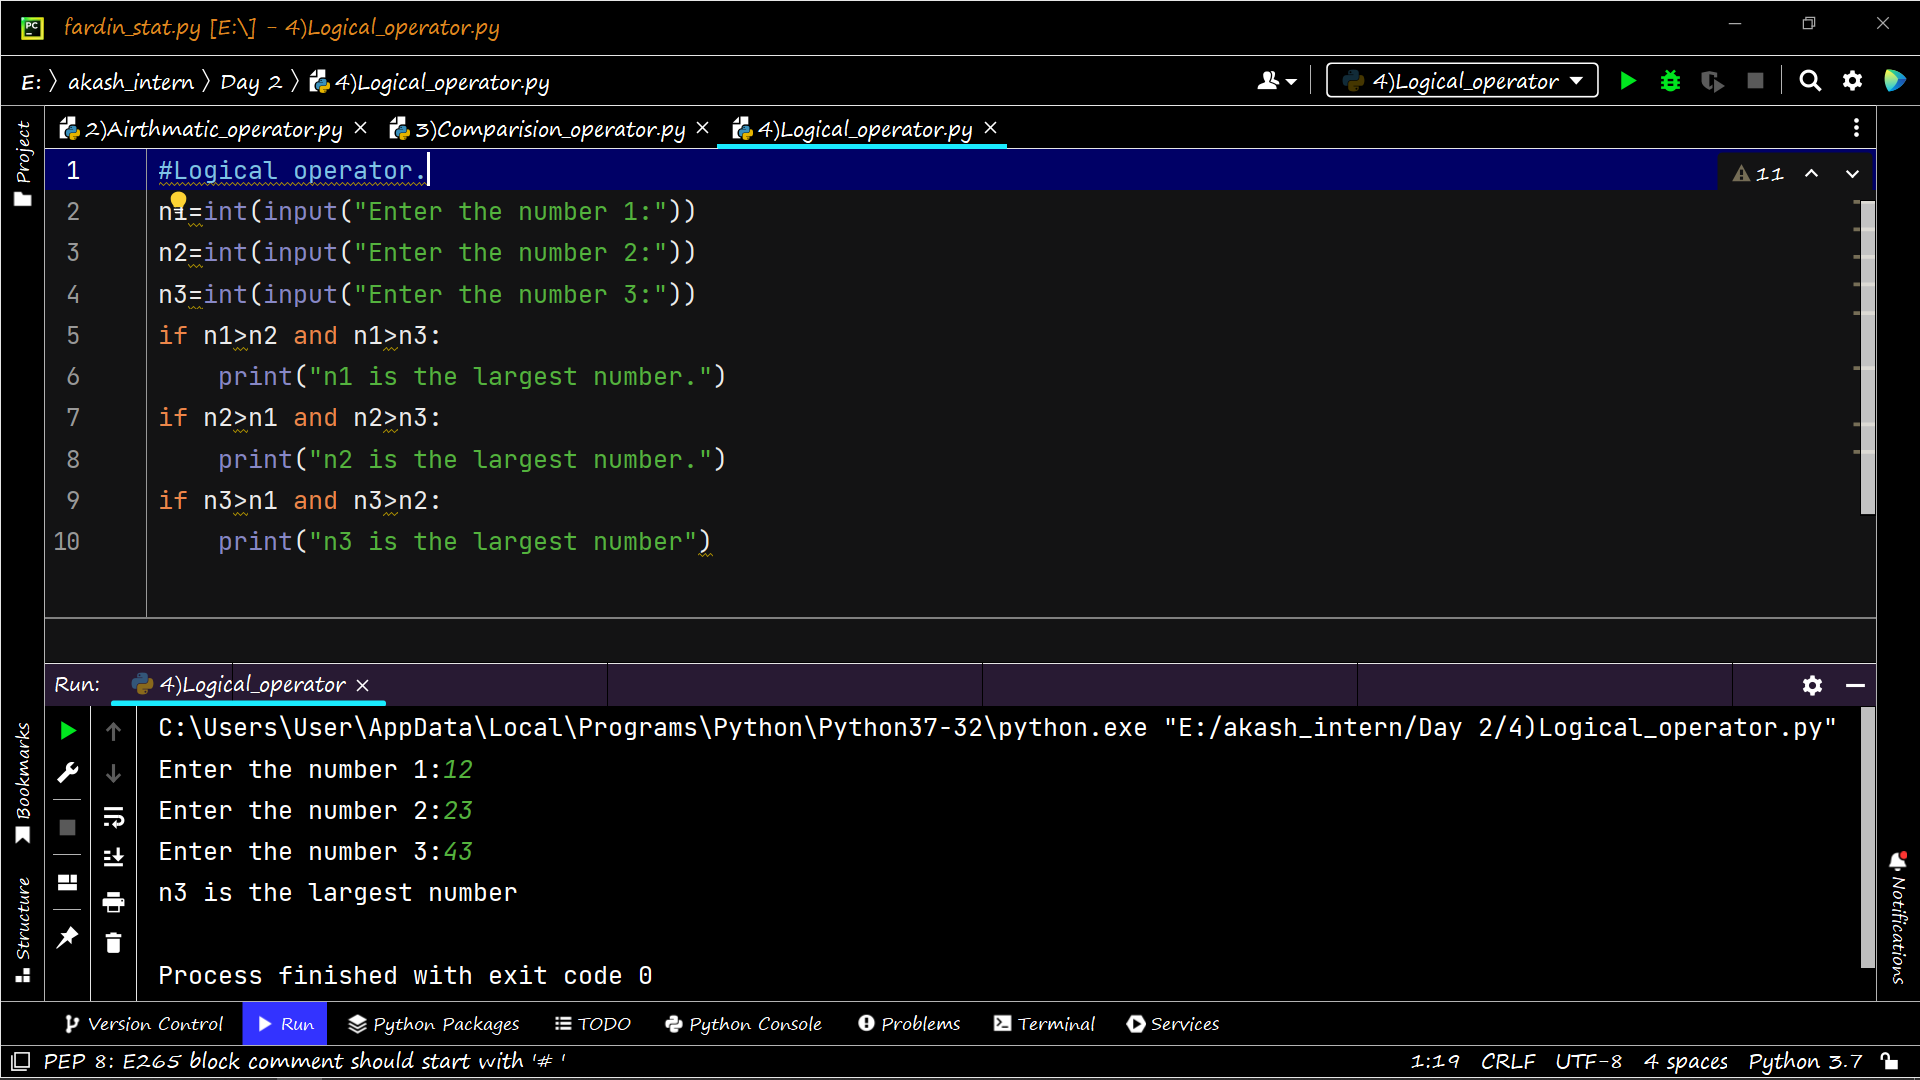 fardin_stat.py [E:\] - 4)Logical_operator.py
E: 〉 akash_intern 〉 Day 2 〉 4)Logical_operator.py
4)Logical_operator
Project
2)Airthmatic_operator.py × 3)Comparision_operator.py × 4)Logical_operator.py ×
11
1 #Logical operator.
2 n1=int(input("Enter the number 1:"))
3 n2=int(input("Enter the number 2:"))
4 n3=int(input("Enter the number 3:"))
5 if n1>n2 and n1>n3:
6     print("n1 is the largest number.")
7 if n2>n1 and n2>n3:
8     print("n2 is the largest number.")
9 if n3>n1 and n3>n2:
10     print("n3 is the largest number")
Run: 4)Logical_operator ×
C:\Users\User\AppData\Local\Programs\Python\Python37-32\python.exe "E:/akash_intern/Day 2/4)Logical_operator.py"
Enter the number 1:12
Enter the number 2:23
Enter the number 3:43
n3 is the largest number
Process finished with exit code 0
Bookmarks
Structure
Notifications
Version Control Run Python Packages TODO Python Console Problems Terminal Services
PEP 8: E265 block comment should start with '# ' 1:19 CRLF UTF-8 4 spaces Python 3.7